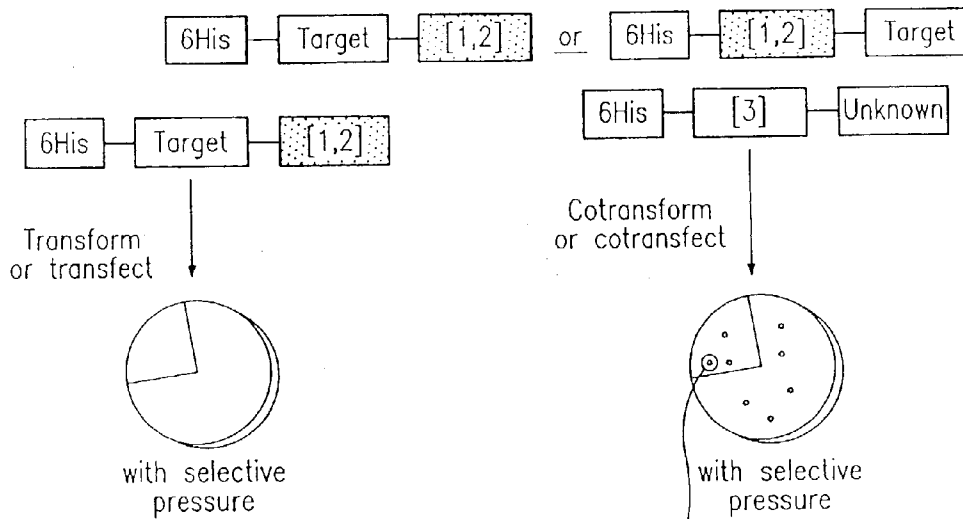 6His Target [1,2] or 6His [1,2] Target
6His [3] Unknown
6His Target [1,2]
Transform
or transfect
Cotransform
or cotransfect
with selective
pressure
with selective
pressure